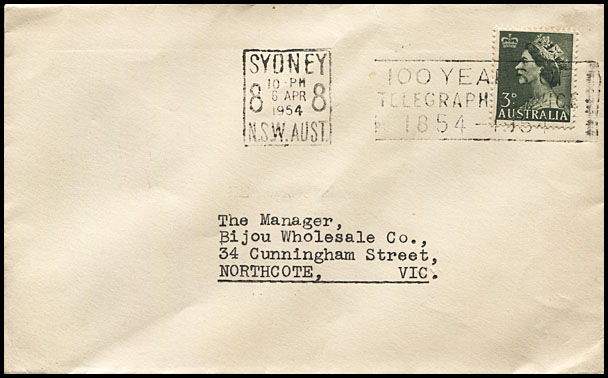 SYDNEY
10-PM
8 8 APR 8
1954
N.S.W. AUST.
100 YEA
TELEGRAPH
1854-195
3D
AUSTRALIA
The Manager,
Bijou Wholesale Co.,
34 Cunningham Street,
NORTHCOTE, VIC.